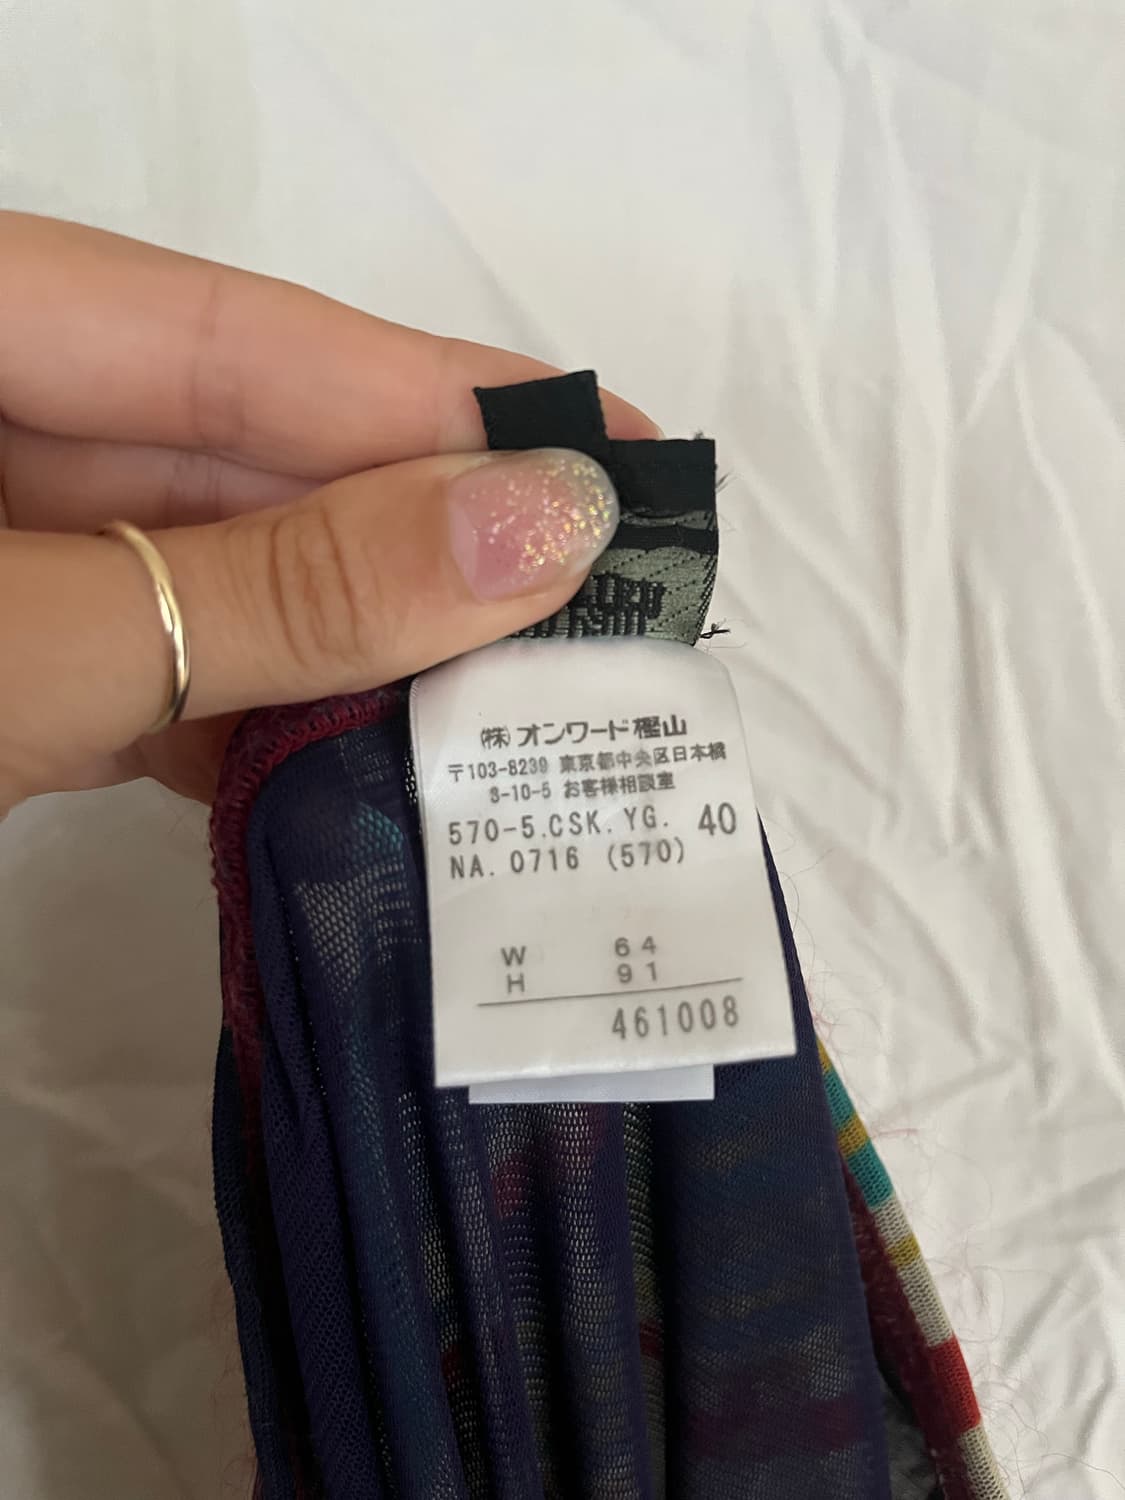 ㈱オンワード樫山
〒103-8239 東京都中央区日本橋
3-10-5 お客様相談室
570-5.CSK.YG. 40
NA. 0716 (570)
W 64
H 91
461008